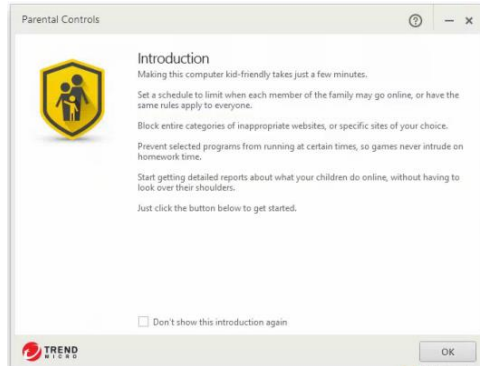 Parental Controls
Introduction
Making this computer kid-friendly takes just a few minutes.
Set a schedule to limit when each member of the family may go online, or have the
same rules apply to everyone.
Block entire categories of inappropriate websites, or specific sites of your choice.
Prevent selected programs from running at certain times, so games never intrude on
homework time.
Start getting detailed reports about what your children do online, without having to
look over their shoulders.
Just click the button below to get started.
Don't show this introduction again
TREND
MICRO
OK